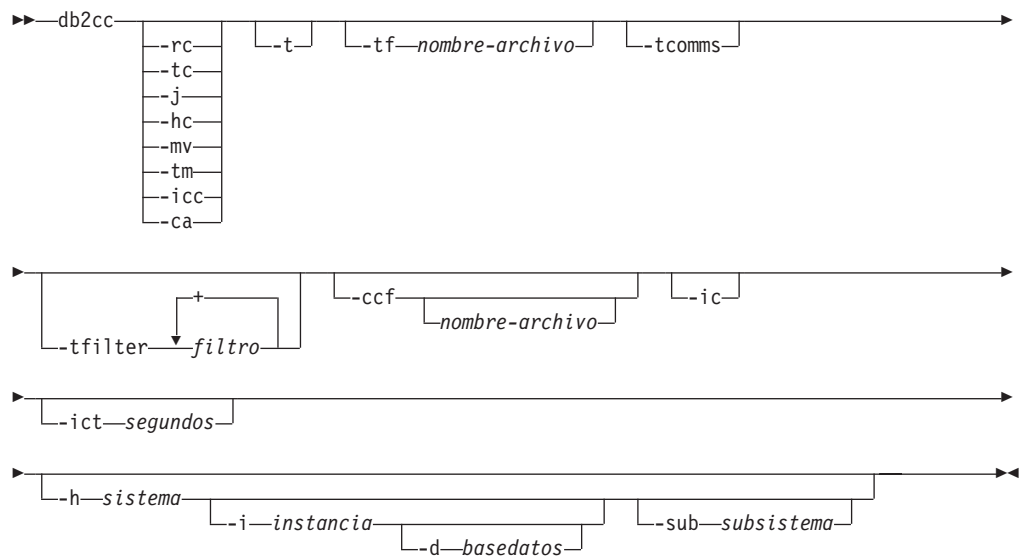 db2cc
-rc
-tc
-j
-hc
-mv
-tm
-icc
-ca
-t
-tf nombre-archivo
-tcomms
-tfilter filtro
+
-ccf
nombre-archivo
-ic
-ict segundos
-h sistema
-i instancia
-d basedatos
-sub subsistema